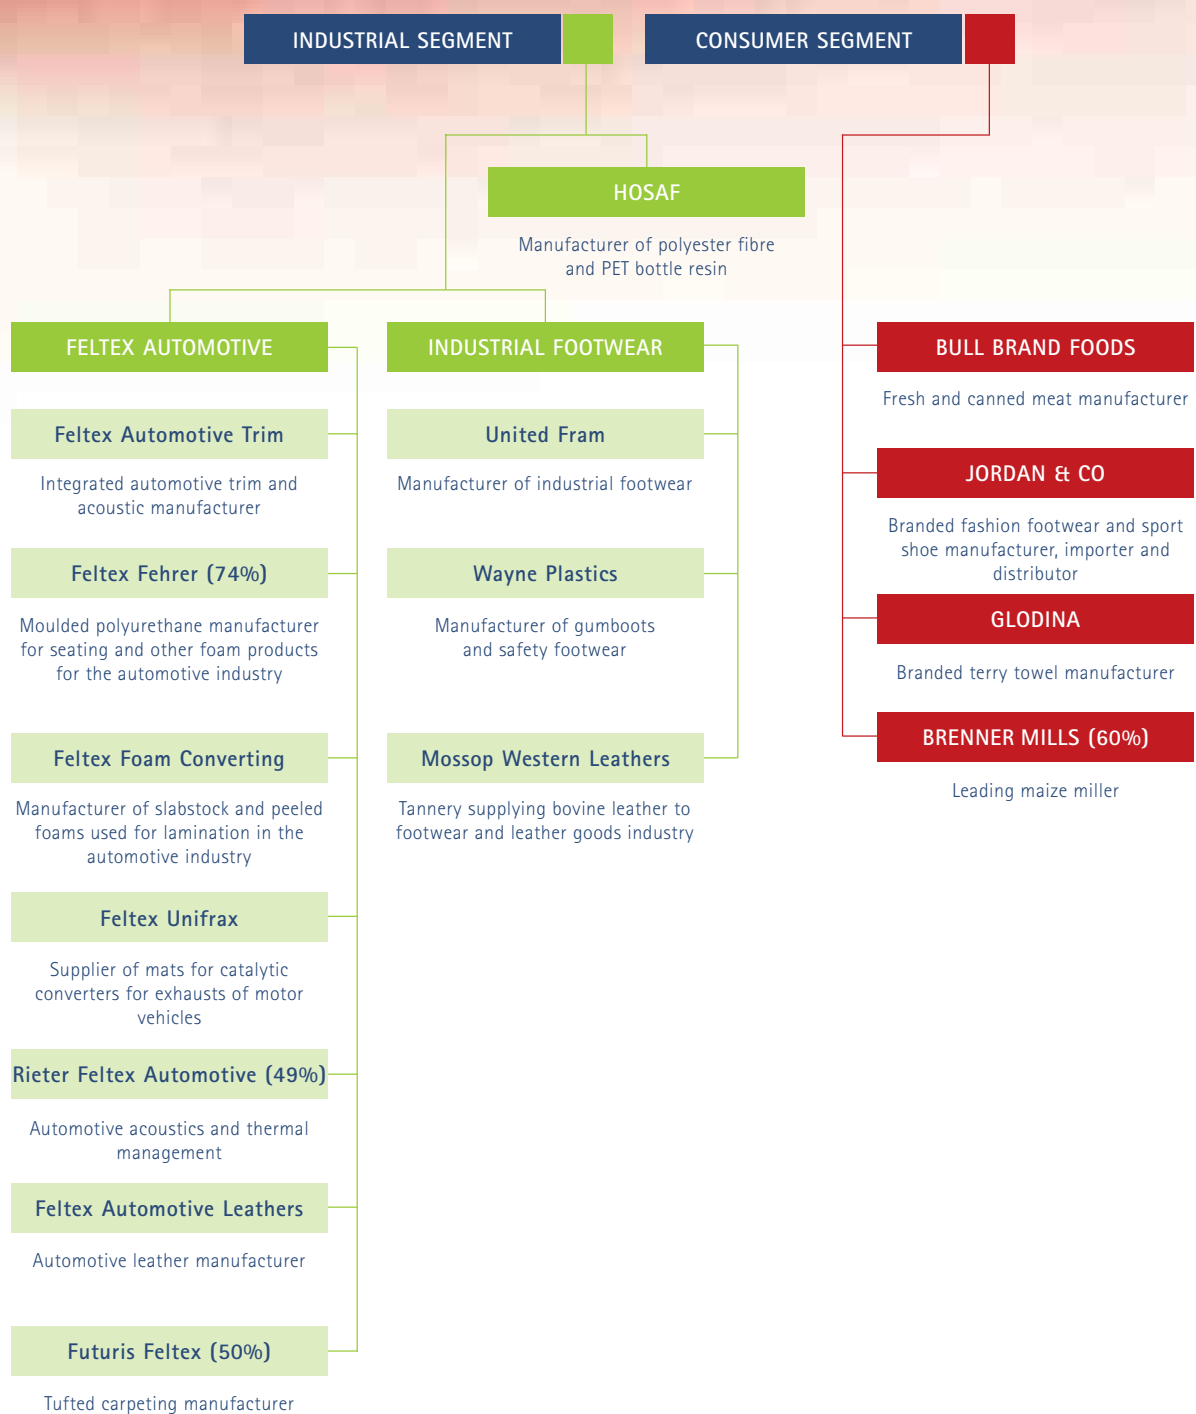 INDUSTRIAL SEGMENT
CONSUMER SEGMENT
HOSAF
Manufacturer of polyester fibre
and PET bottle resin
FELTEX AUTOMOTIVE
Feltex Automotive Trim
Integrated automotive trim and
acoustic manufacturer
Feltex Fehrer (74%)
Moulded polyurethane manufacturer
for seating and other foam products
for the automotive industry
Feltex Foam Converting
Manufacturer of slabstock and peeled
foams used for lamination in the
automotive industry
Feltex Unifrax
Supplier of mats for catalytic
converters for exhausts of motor
vehicles
Rieter Feltex Automotive (49%)
Automotive acoustics and thermal
management
Feltex Automotive Leathers
Automotive leather manufacturer
Futuris Feltex (50%)
Tufted carpeting manufacturer
INDUSTRIAL FOOTWEAR
United Fram
Manufacturer of industrial footwear
Wayne Plastics
Manufacturer of gumboots
and safety footwear
Mossop Western Leathers
Tannery supplying bovine leather to
footwear and leather goods industry
BULL BRAND FOODS
Fresh and canned meat manufacturer
JORDAN & CO
Branded fashion footwear and sport
shoe manufacturer, importer and
distributor
GLODINA
Branded terry towel manufacturer
BRENNER MILLS (60%)
Leading maize miller